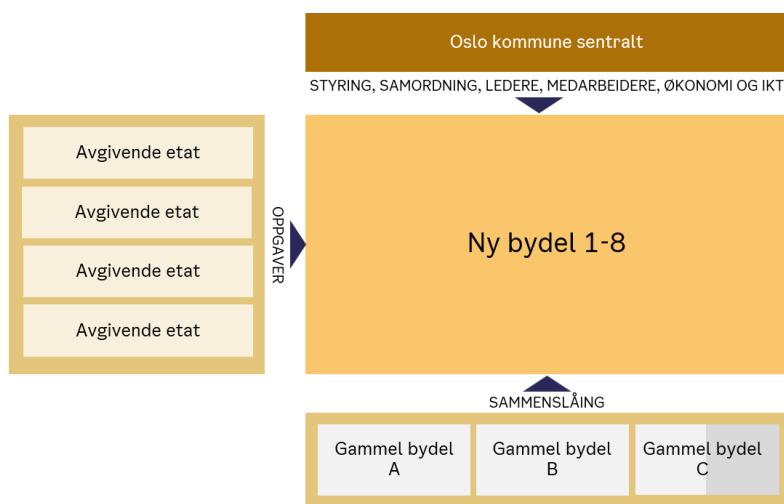 Oslo kommune sentralt
STYRING, SAMORDNING, LEDERE, MEDARBEIDERE, ØKONOMI OG IKT
Avgivende etat
Avgivende etat
Avgivende etat
Avgivende etat
OPPGAVER
Ny bydel 1-8
SAMMENSLÅING
Gammel bydel
A
Gammel bydel
B
Gammel bydel
C